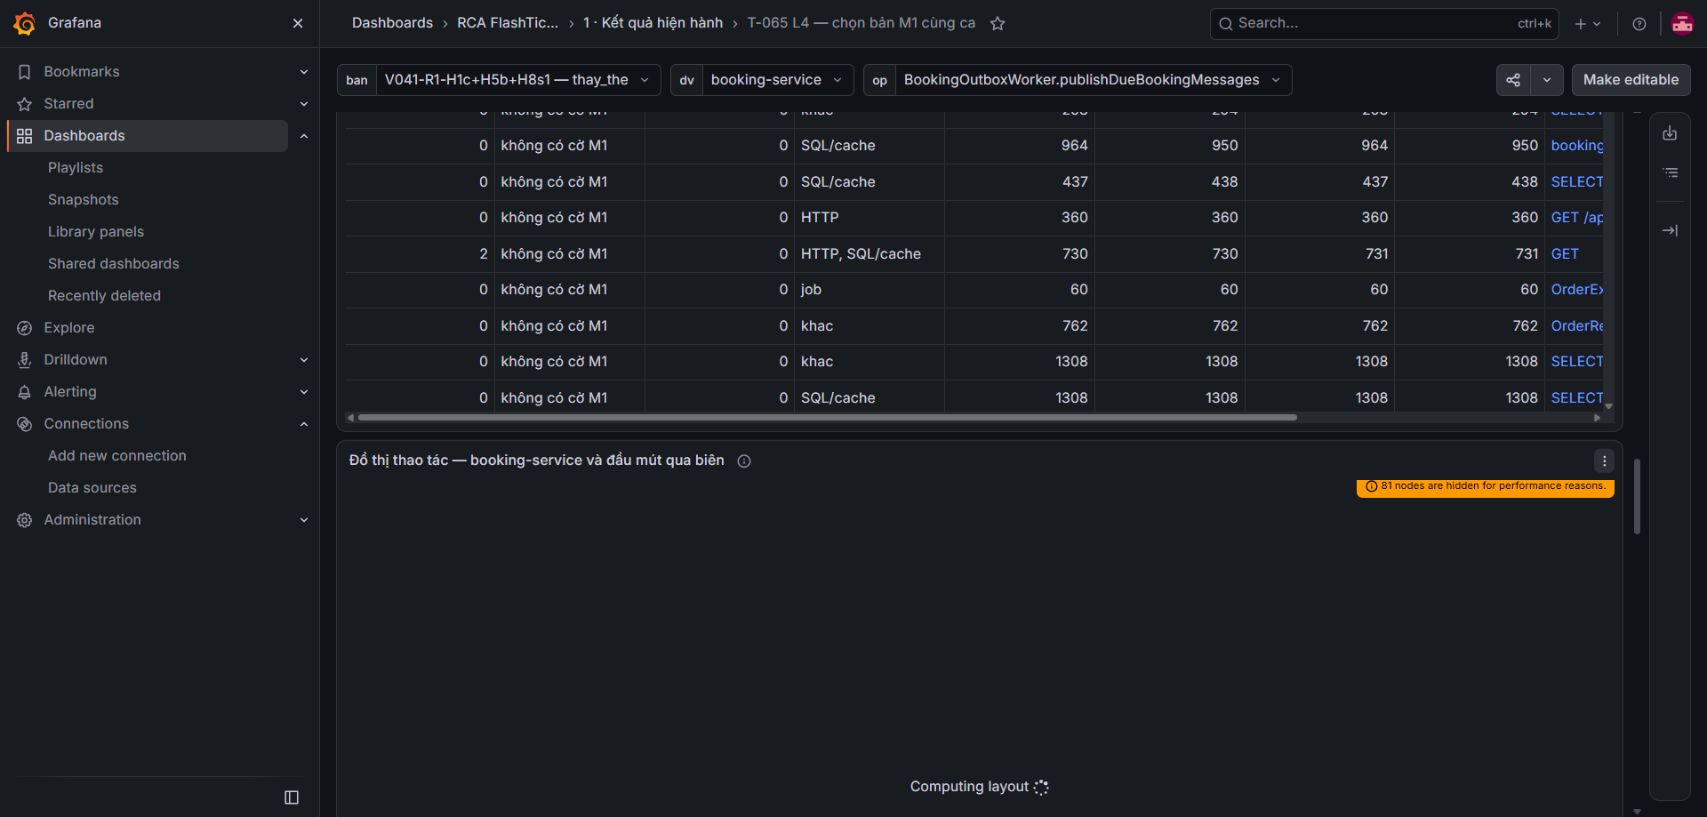 Grafana
Dashboards › RCA FlashTic... › 1 · Kết quả hiện hành › T-065 L4 — chọn bản M1 cùng ca
Search... ctrl+k
Bookmarks
Starred
Dashboards
Playlists
Snapshots
Library panels
Shared dashboards
Recently deleted
Explore
Drilldown
Alerting
Connections
Add new connection
Data sources
Administration
ban V041-R1-H1c+H5b+H8s1 — thay_the dv booking-service op BookingOutboxWorker.publishDueBookingMessages
Make editable
0 không có cờ M1 0 SQL/cache 964 950 964 950 booking
0 không có cờ M1 0 SQL/cache 437 438 437 438 SELECT
0 không có cờ M1 0 HTTP 360 360 360 360 GET /ap
2 không có cờ M1 0 HTTP, SQL/cache 730 730 731 731 GET
0 không có cờ M1 0 job 60 60 60 60 OrderEx
0 không có cờ M1 0 khac 762 762 762 762 OrderRe
0 không có cờ M1 0 khac 1308 1308 1308 1308 SELECT
0 không có cờ M1 0 SQL/cache 1308 1308 1308 1308 SELECT
Đồ thị thao tác — booking-service và đầu mút qua biên
81 nodes are hidden for performance reasons.
Computing layout